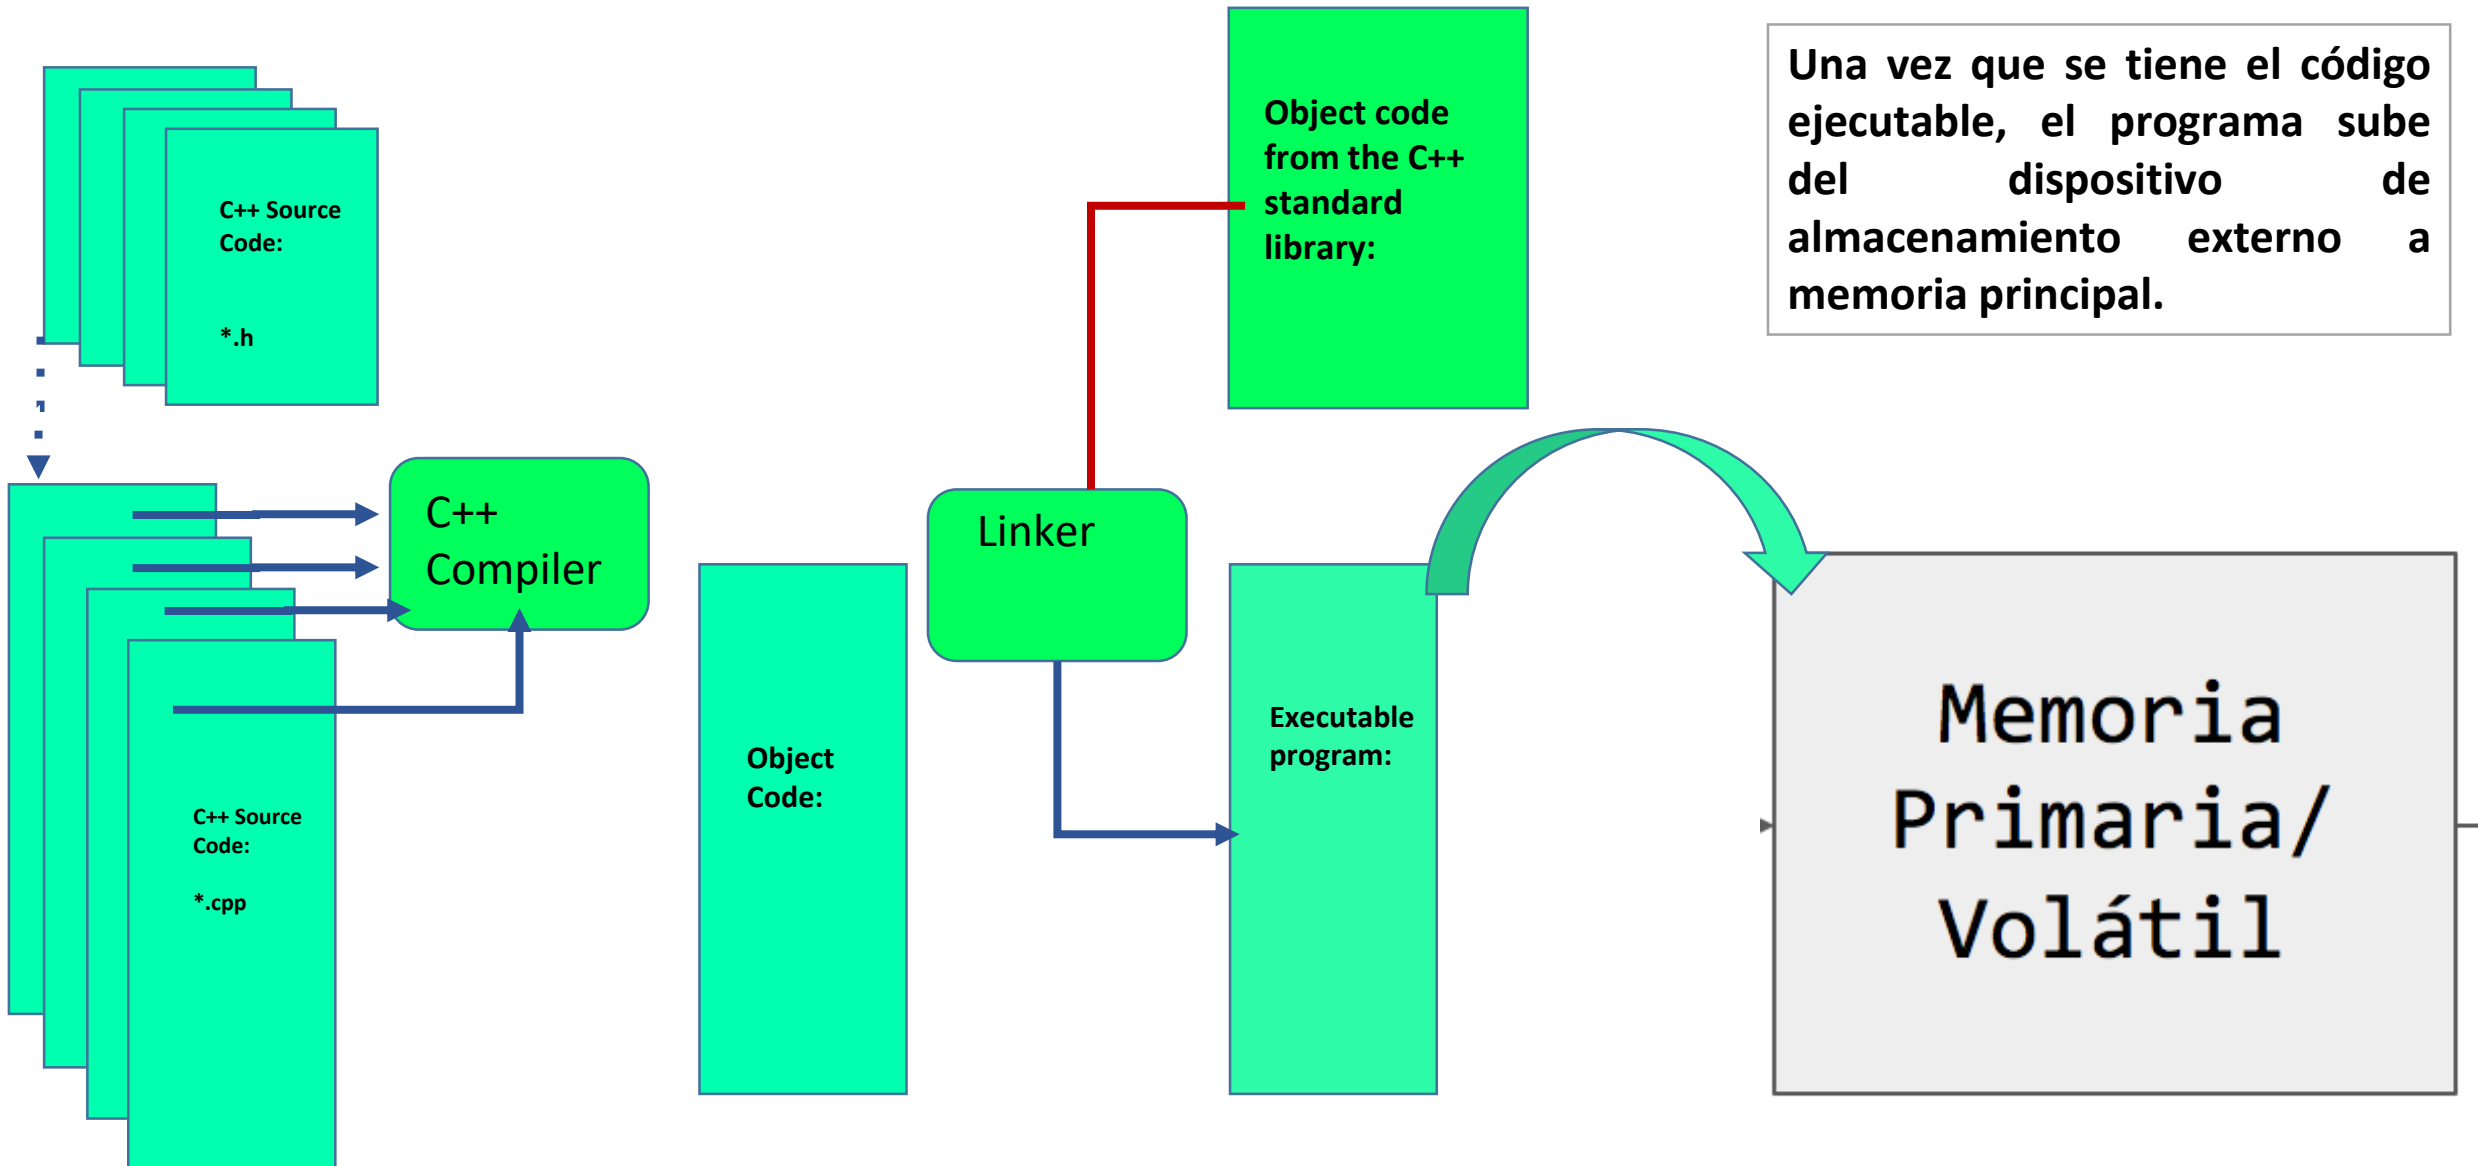 C++ Source
Code:
*.h
Object code
from the C++
standard
library:
Una vez que se tiene el código
ejecutable, el programa sube
del dispositivo de
almacenamiento externo a
memoria principal.
C++
Compiler
Linker
Object
Code:
Executable
program:
C++ Source
Code:
*.cpp
Memoria
Primaria/
Volátil